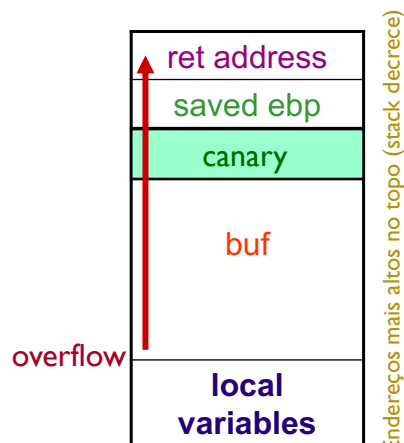 ret address
saved ebp
canary
buf
overflow
local
variables
Endereços mais altos no topo (stack decrece)